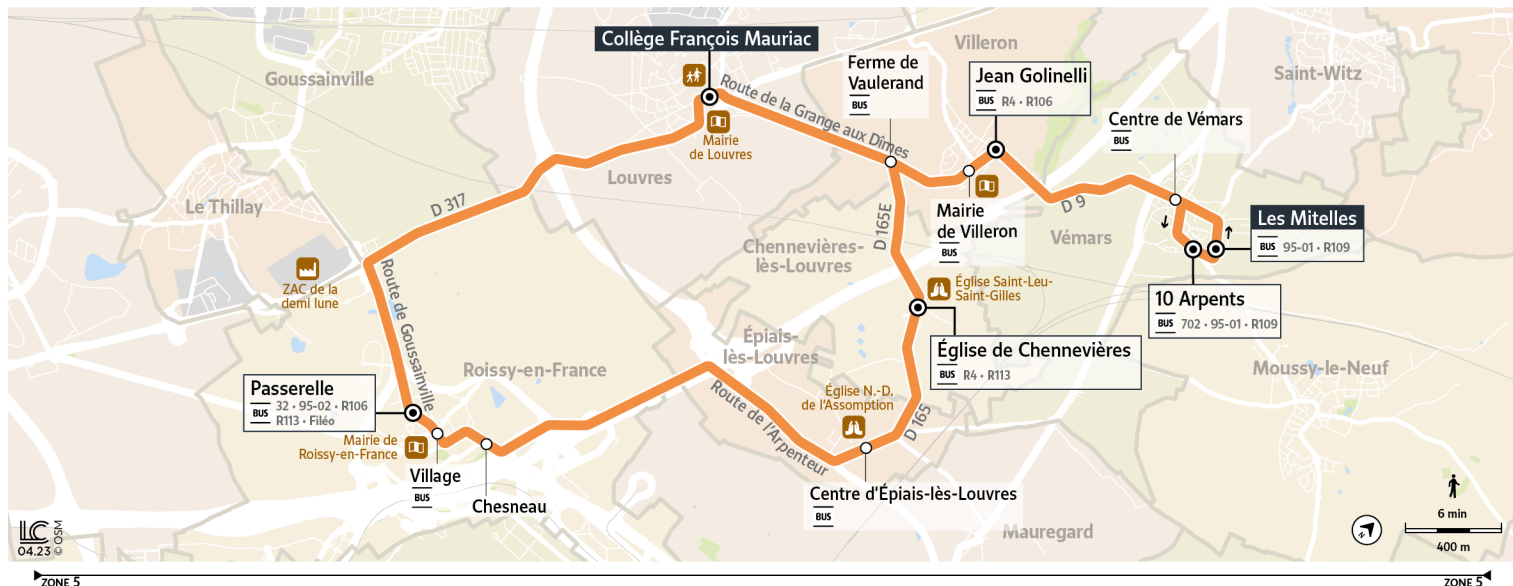 Collège François Mauriac
Goussainville
Villeron
Saint-Witz
Ferme de
Vaulerand
BUS
Jean Golinelli
BUS R4 • R106
Route de la Grange aux Dîmes
Centre de Vémars
BUS
Mairie
de Louvres
Louvres
Le Thillay
D 317
D 165E
D 9
Mairie
de Villeron
BUS
Vémars
Les Mitelles
BUS 95-01 • R109
Chennevières-
lès-Louvres
ZAC de la
demi lune
Route de Goussainville
Église Saint-Leu-
Saint-Gilles
10 Arpents
BUS 702 • 95-01 • R109
Épiais-
lès-Louvres
Église de Chennevières
BUS R4 • R113
Moussy-le-Neuf
Roissy-en-France
Passerelle
BUS 32 • 95-02 • R106
R113 • Filéo
Route de l'Arpenteur
Église N.-D.
de l'Assomption
D 165
Mairie de
Roissy-en-France
Village
BUS
Chesneau
Centre d'Épiais-lès-Louvres
BUS
Mauregard
6 min
400 m
LC
04.23 © OSM
ZONE 5
ZONE 5